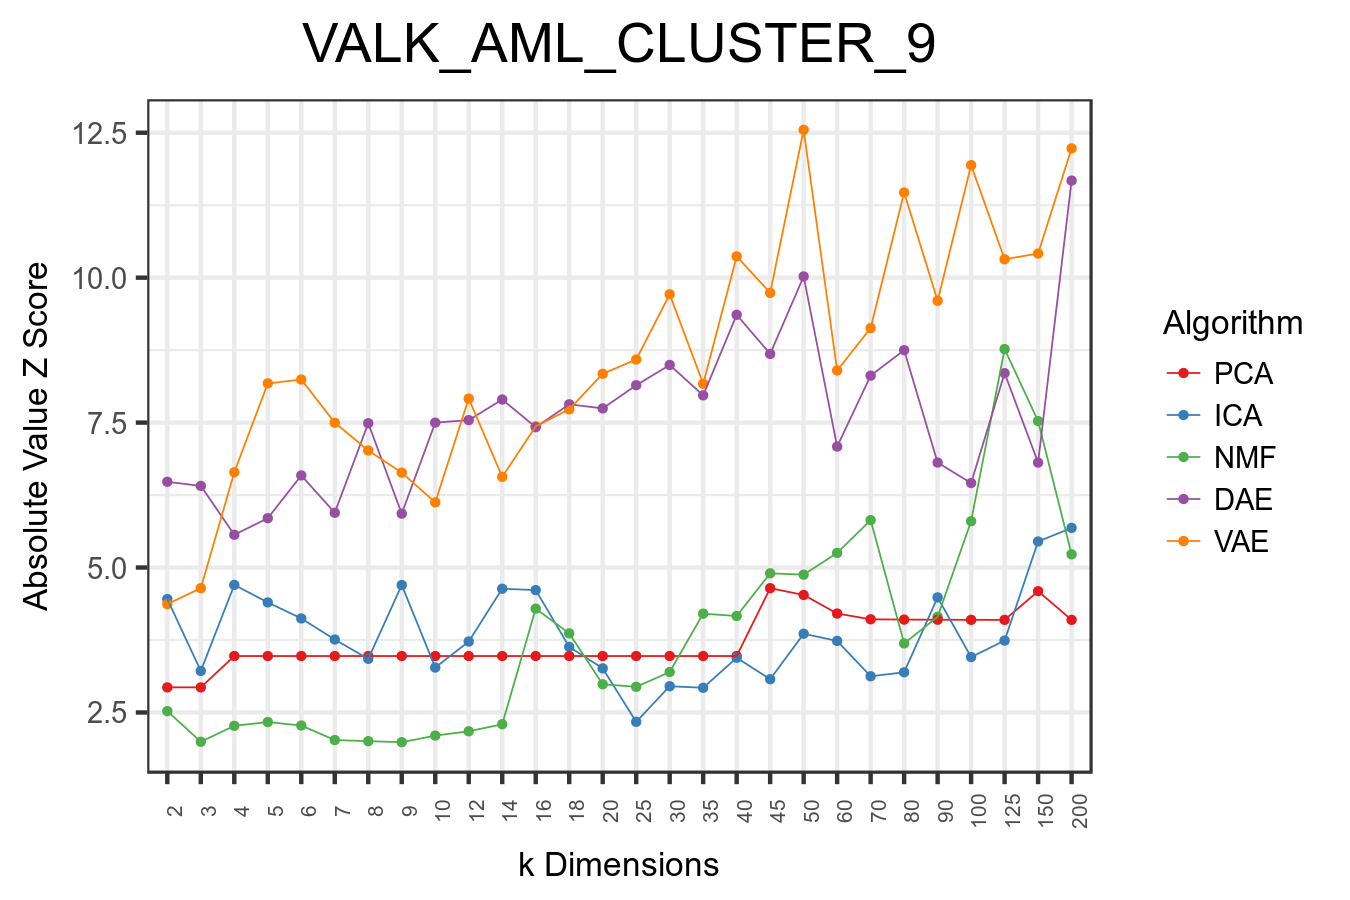 VALK_AML_CLUSTER_9
Absolute Value Z Score
12.5
10.0
7.5
5.0
2.5
2 3 4 5 6 7 8 9 10 12 14 16 18 20 25 30 35 40 45 50 60 70 80 90 100 125 150 200
k Dimensions
Algorithm
PCA
ICA
NMF
DAE
VAE